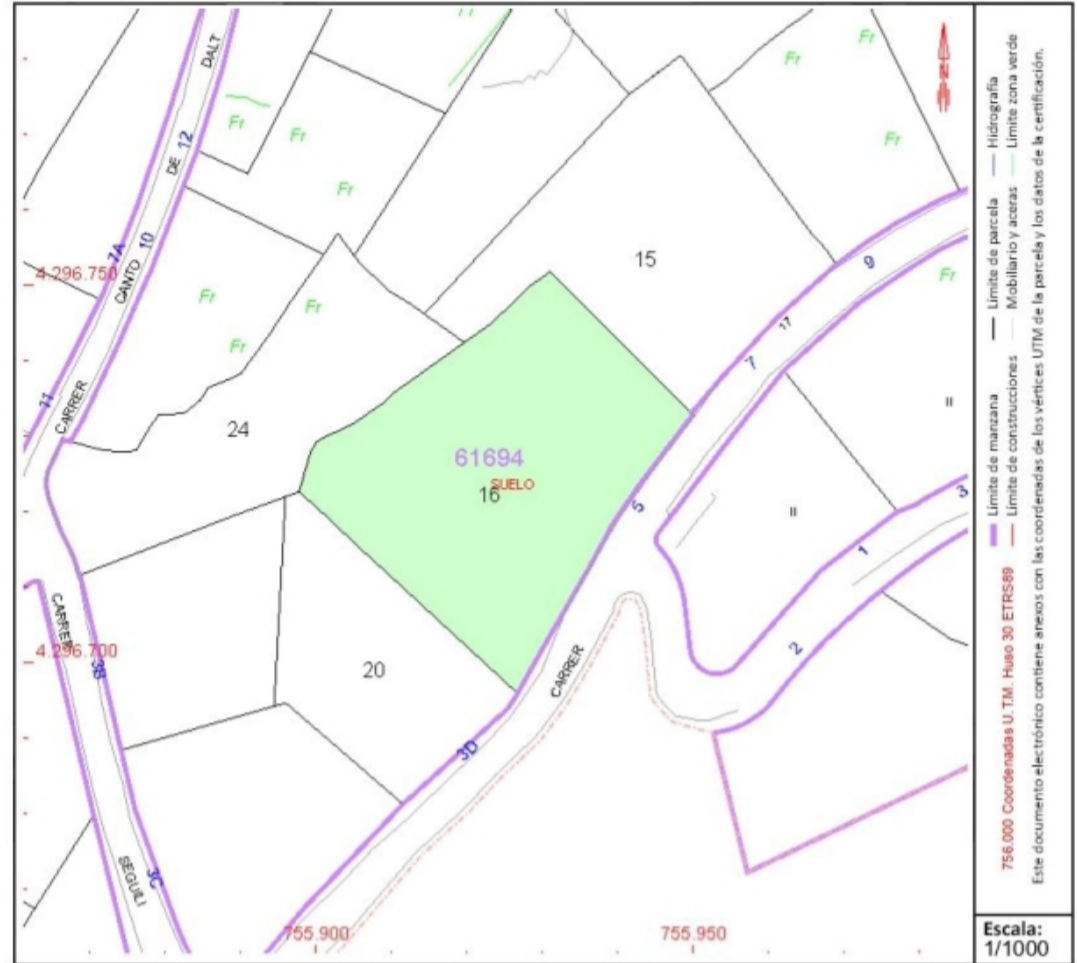 DALT
Fr
Fr
Fr
12
DE
Fr
Fr
Fr
7A
10
CANTO
4.296.750
Fr
Fr
Fr
15
9
Fr
17
7
11
CARRER
24
61694
SUELO
16
5
II
II
3
1
2
CARRER
4.296.700
3B
20
CARRER
3D
SEGUILI
3C
755.900
755.950
N
Límite de manzana
Límite de parcela
Hidrografía
Límite de construcciones
Mobiliario y aceras
Límite zona verde
756.000 Coordenadas U.T.M. Huso 30 ETRS89
Este documento electrónico contiene anexos con las coordenadas de los vértices UTM de la parcela y los datos de la certificación.
Escala:
1/1000